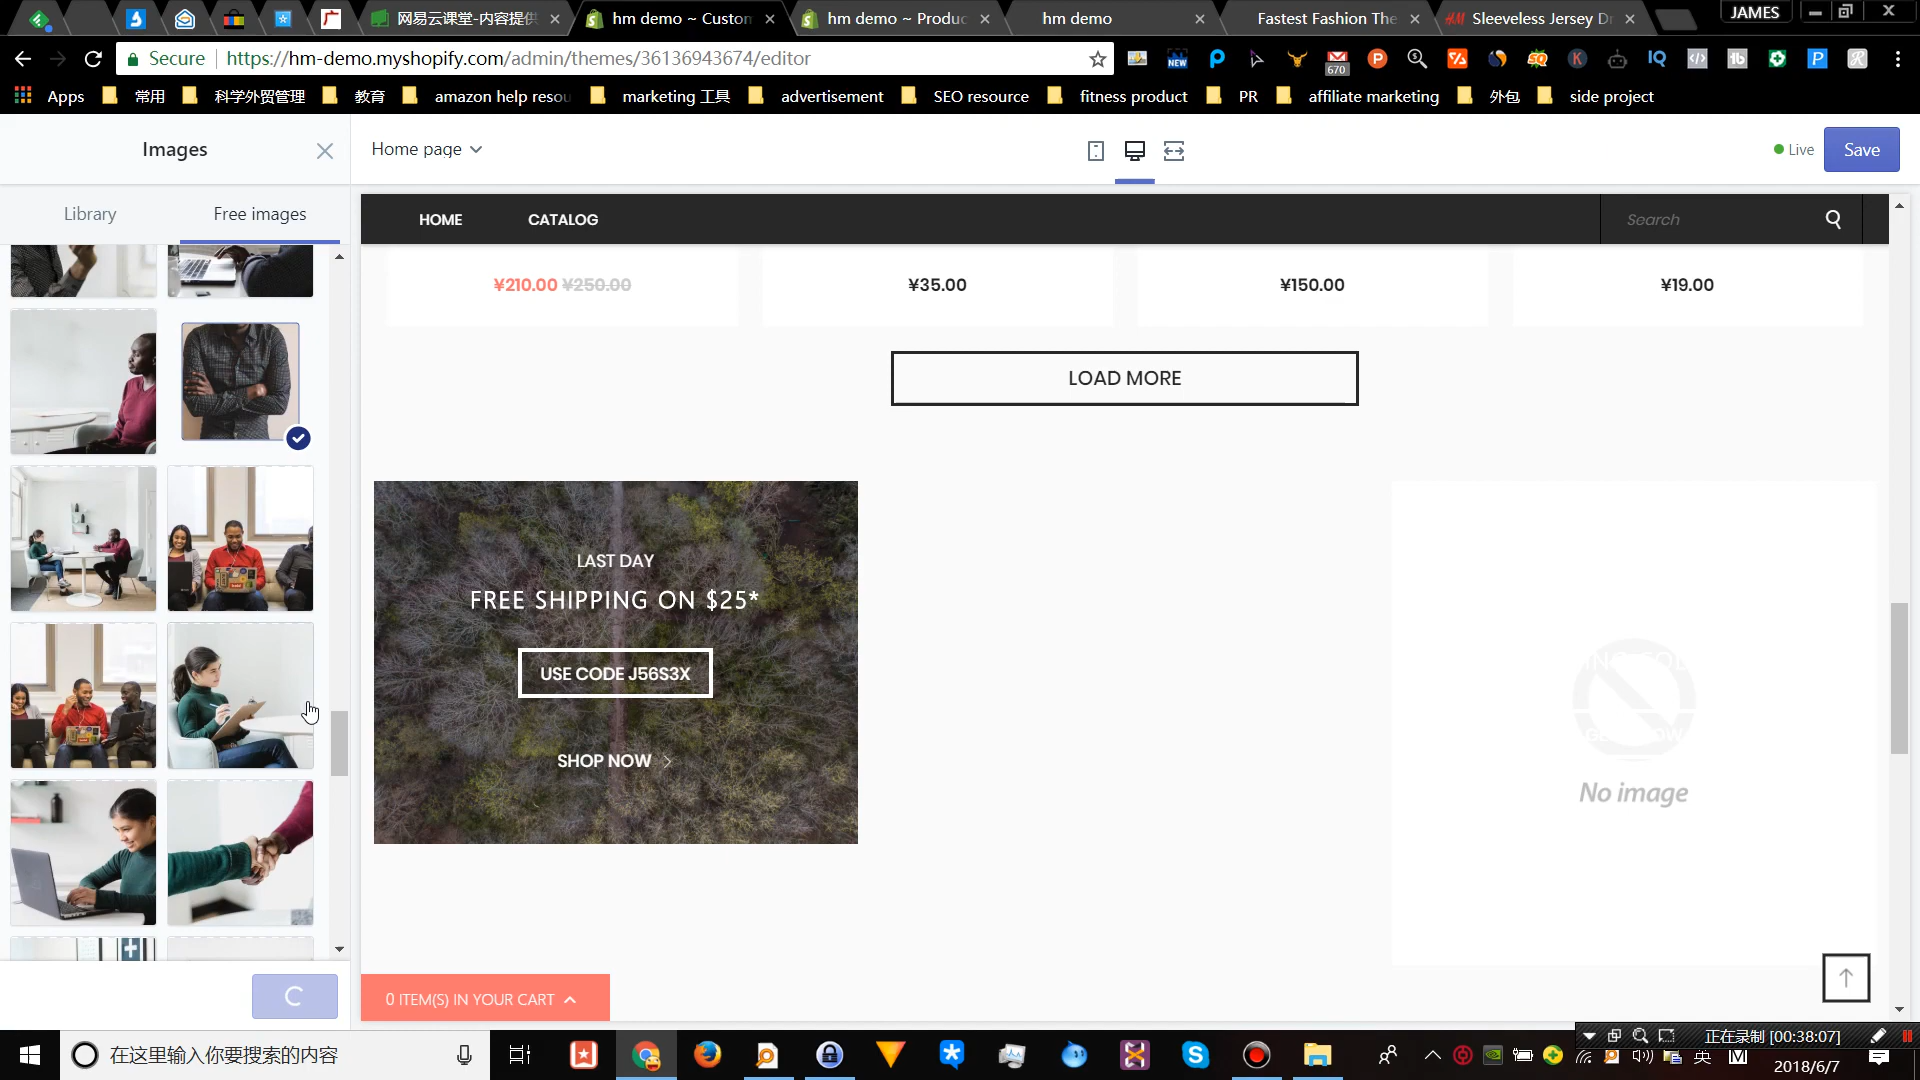 网易云课堂-内容提供
hm demo ~ Custom
hm demo ~ Produc
hm demo
Fastest Fashion The
Sleeveless Jersey Dr
JAMES
Secure
https://hm-demo.myshopify.com/admin/themes/36136943674/editor
NEW
670
Apps
常用
科学外贸管理
教育
amazon help resou
marketing 工具
advertisement
SEO resource
fitness product
PR
affiliate marketing
外包
side project
Images
Home page
Live
Save
Library
Free images
HOME
CATALOG
Search
¥210.00 ¥250.00
¥35.00
¥150.00
¥19.00
LOAD MORE
LAST DAY
FREE SHIPPING ON $25*
USE CODE J56S3X
SHOP NOW
No image
0 ITEM(S) IN YOUR CART
在这里输入你要搜索的内容
正在录制 [00:38:07]
英
2018/6/7